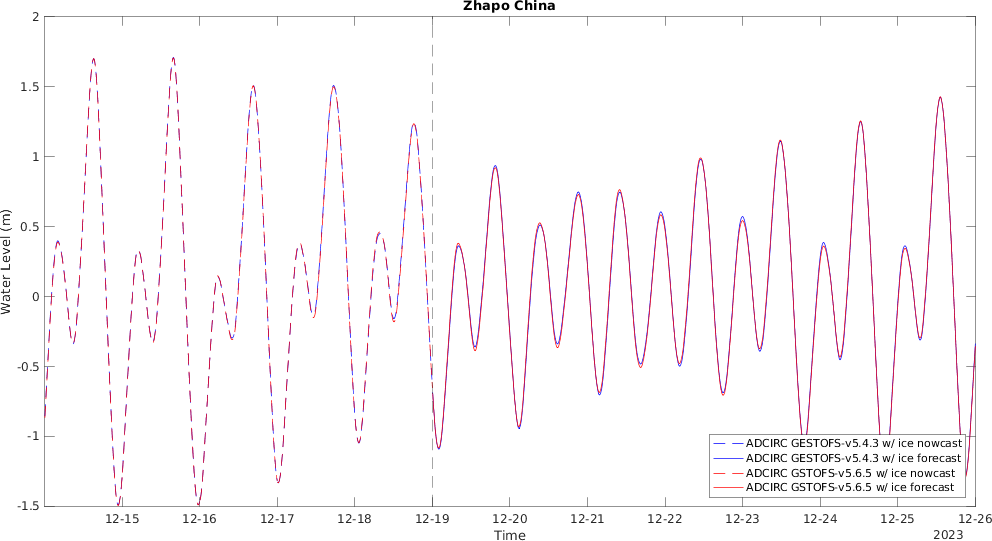 Zhapo China
Water Level (m)
2
1.5
1
0.5
0
-0.5
-1
-1.5
12-15 12-16 12-17 12-18 12-19 12-20 12-21 12-22 12-23 12-24 12-25 12-26
Time
2023
ADCIRC GESTOFS-v5.4.3 w/ ice nowcast
ADCIRC GESTOFS-v5.4.3 w/ ice forecast
ADCIRC GSTOFS-v5.6.5 w/ ice nowcast
ADCIRC GSTOFS-v5.6.5 w/ ice forecast